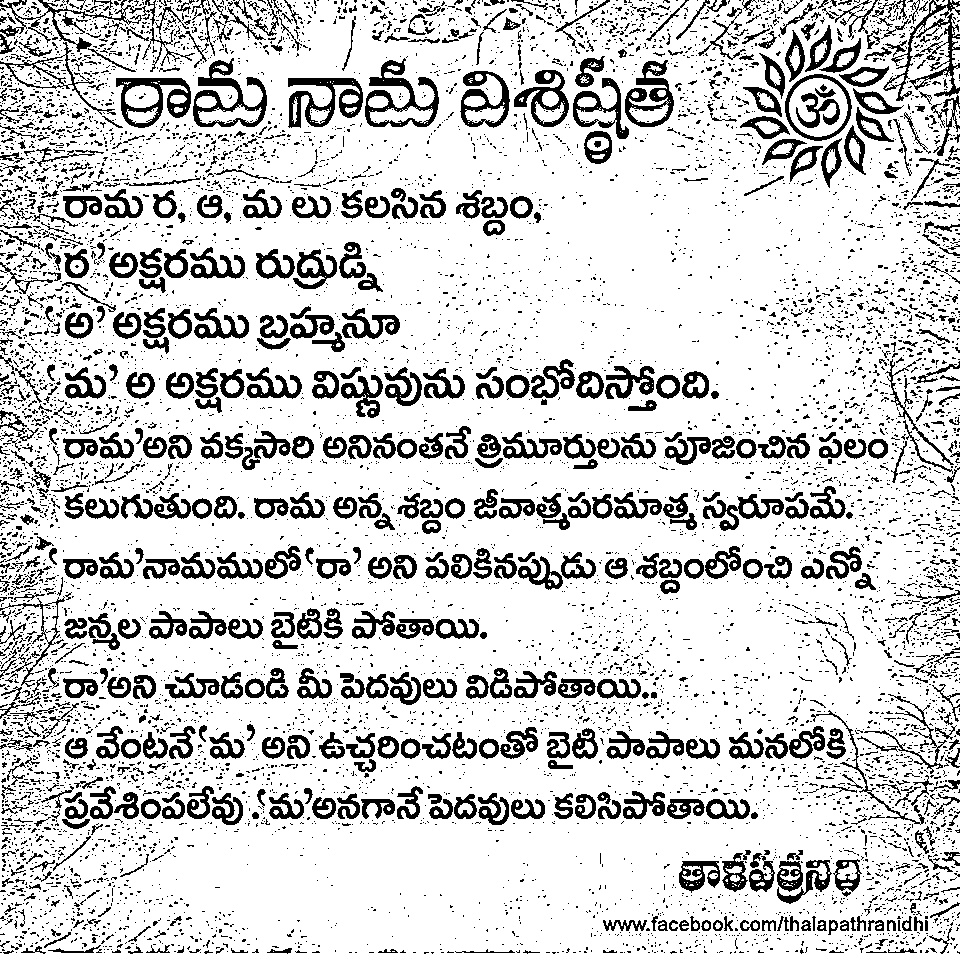 రామ నామ విశిష్ఠత
ॐ
రామ ర, ఆ, మ లు కలసిన శబ్దం,
‘ర’ అక్షరము రుద్రుడ్ని
‘అ’ అక్షరము బ్రహ్మనూ
‘మ’ అ అక్షరము విష్ణువును సంభోదిస్తోంది.
‘రామ’ అని వక్కసారి అనినంతనే త్రిమూర్తులను పూజించిన ఫలం
కలుగుతుంది. రామ అన్న శబ్దం జీవాత్మపరమాత్మ స్వరూపమే.
‘రామ’నామములో ‘రా’ అని పలికినప్పుడు ఆ శబ్దంలోంచి ఎన్నో
జన్మల పాపాలు బైటికి పోతాయి.
‘రా’అని చూడండి మీ పెదవులు విడిపోతాయి..
ఆ వేంటనే ‘మ’ అని ఉచ్ఛరించటంతో బైటి పాపాలు మనలోకి
ప్రవేశింపలేవు . ‘మ’అనగానే పెదవులు కలిసిపోతాయి.
తాళపత్రనిధి
www.facebook.com/thalapathranidhi